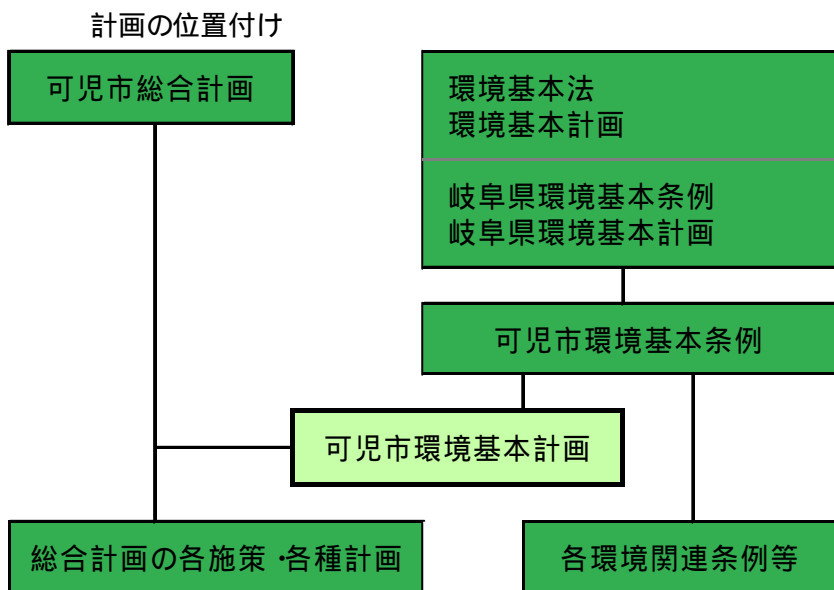 計画の位置付け
可児市総合計画
環境基本法
環境基本計画
岐阜県環境基本条例
岐阜県環境基本計画
可児市環境基本条例
可児市環境基本計画
総合計画の各施策・各種計画
各環境関連条例等